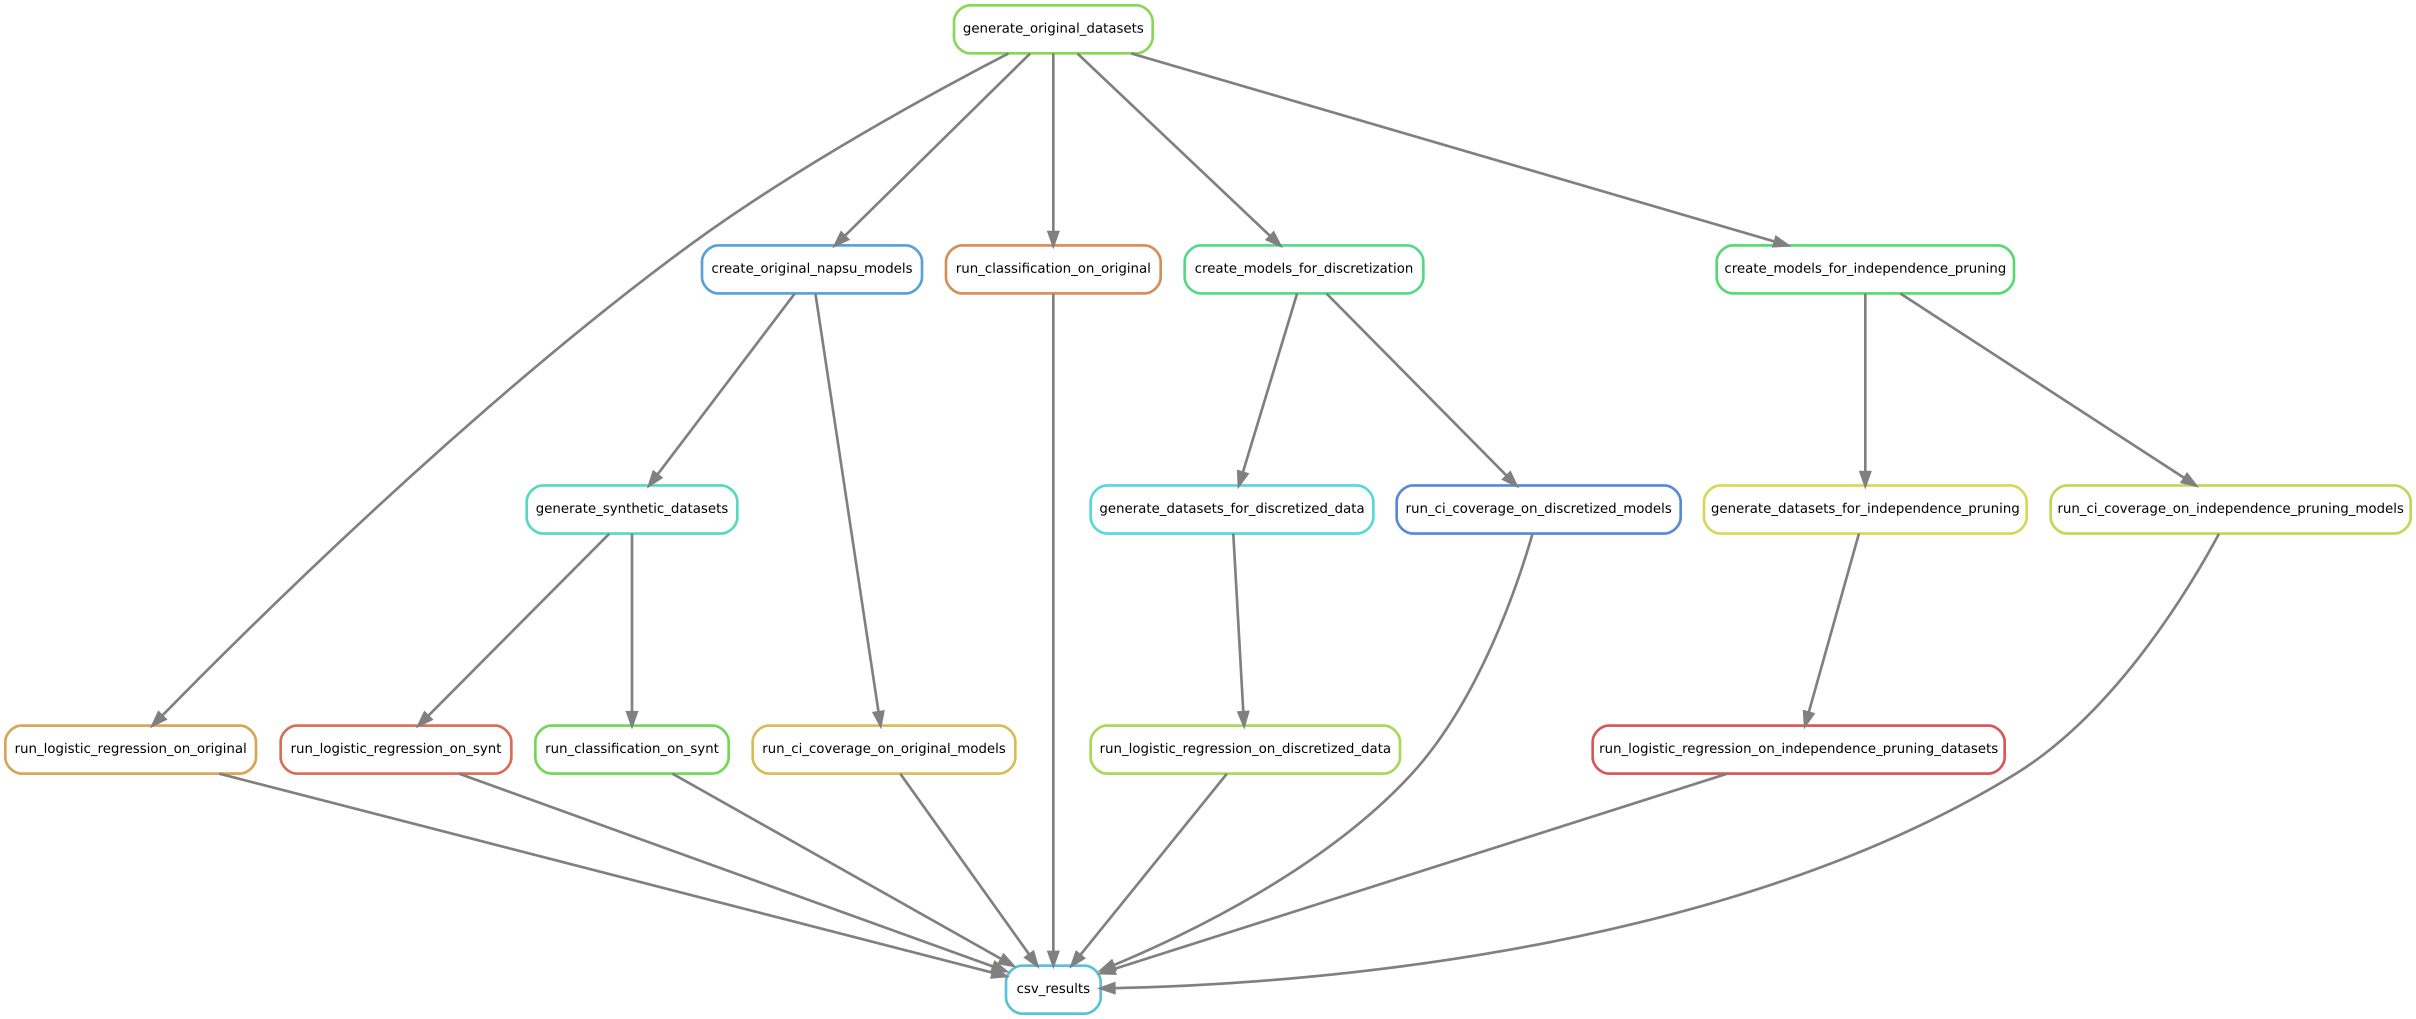 generate_original_datasets
create_original_napsu_models
run_classification_on_original
create_models_for_discretization
create_models_for_independence_pruning
generate_synthetic_datasets
generate_datasets_for_discretized_data
run_ci_coverage_on_discretized_models
generate_datasets_for_independence_pruning
run_ci_coverage_on_independence_pruning_models
run_logistic_regression_on_original
run_logistic_regression_on_synt
run_classification_on_synt
run_ci_coverage_on_original_models
run_logistic_regression_on_discretized_data
run_logistic_regression_on_independence_pruning_datasets
csv_results